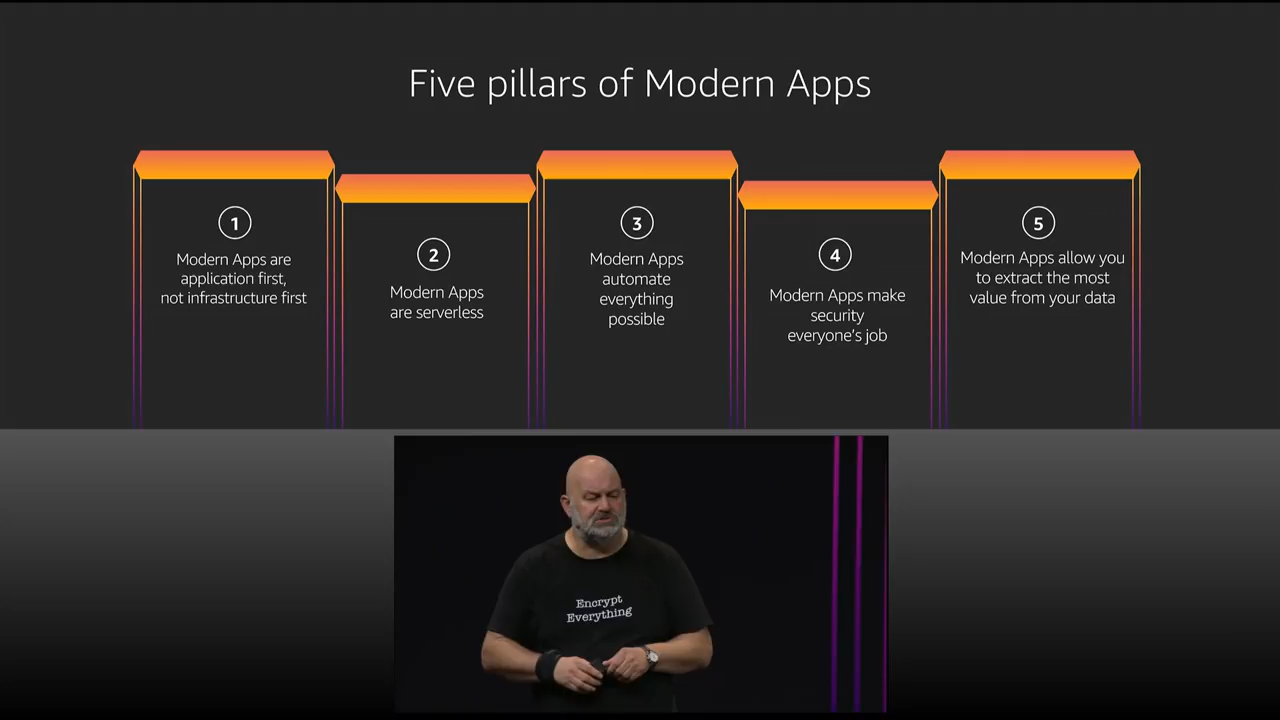 Five pillars of Modern Apps
1
Modern Apps are
application first,
not infrastructure first
2
Modern Apps
are serverless
3
Modern Apps
automate
everything
possible
4
Modern Apps make
security
everyone's job
5
Modern Apps allow you
to extract the most
value from your data
Encrypt
Everything